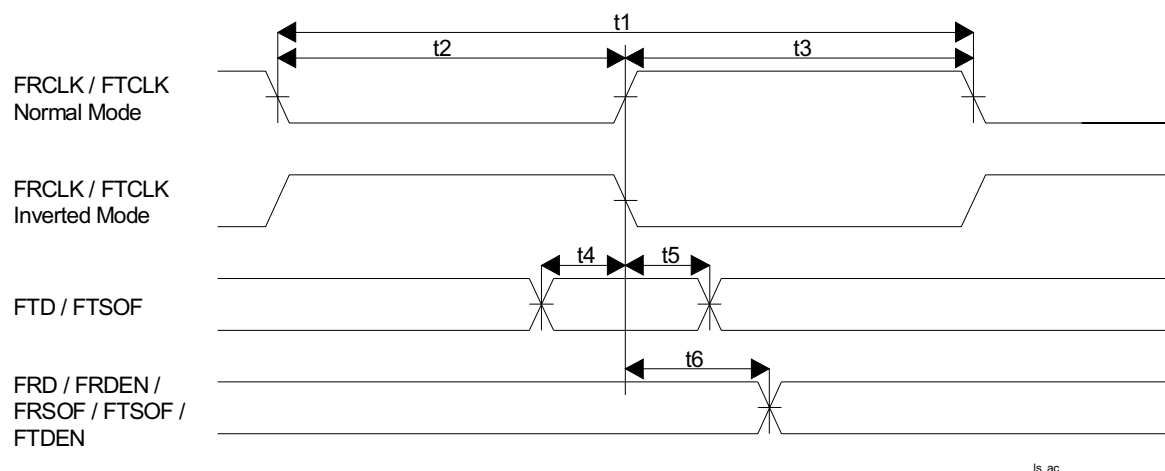 t1
t2
t3
FRCLK / FTCLK
Normal Mode
FRCLK / FTCLK
Inverted Mode
t4
t5
FTD / FTSOF
t6
FRD / FRDEN /
FRSOF / FTSOF /
FTDEN
ls_ac